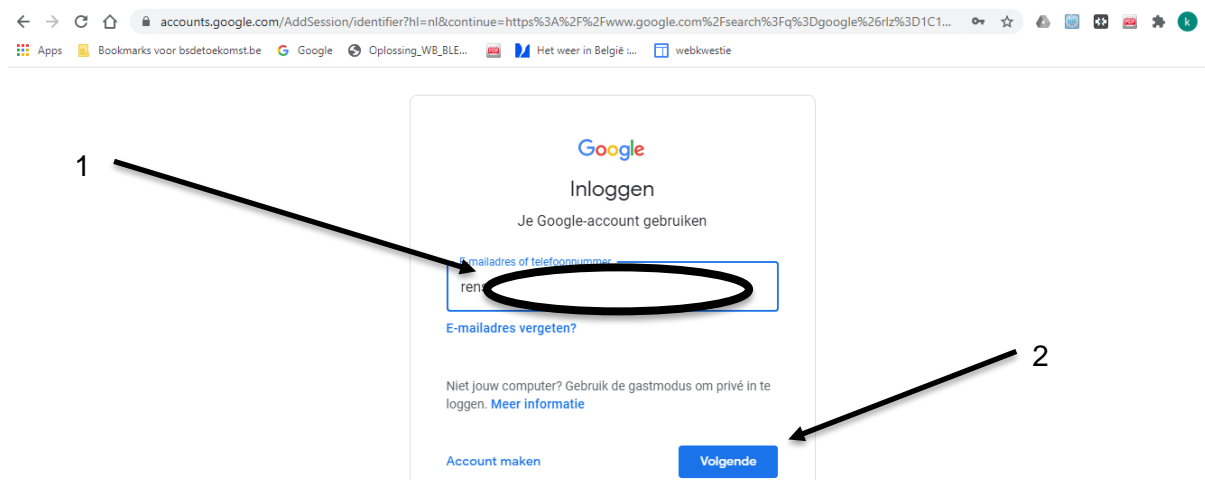 accounts.google.com/AddSession/identifier?hl=nl&continue=https%3A%2F%2Fwww.google.com%2Fsearch%3Fq%3Dgoogle%26rlz%3D1C1...
k
Apps Bookmarks voor bsdetoekomst.be Google Oplossing_WB_BLE... Het weer in België :... webkwestie
Google
1
Inloggen
Je Google-account gebruiken
E-mailadres of telefoonnummer
rens
E-mailadres vergeten?
2
Niet jouw computer? Gebruik de gastmodus om privé in te
loggen. Meer informatie
Account maken
Volgende